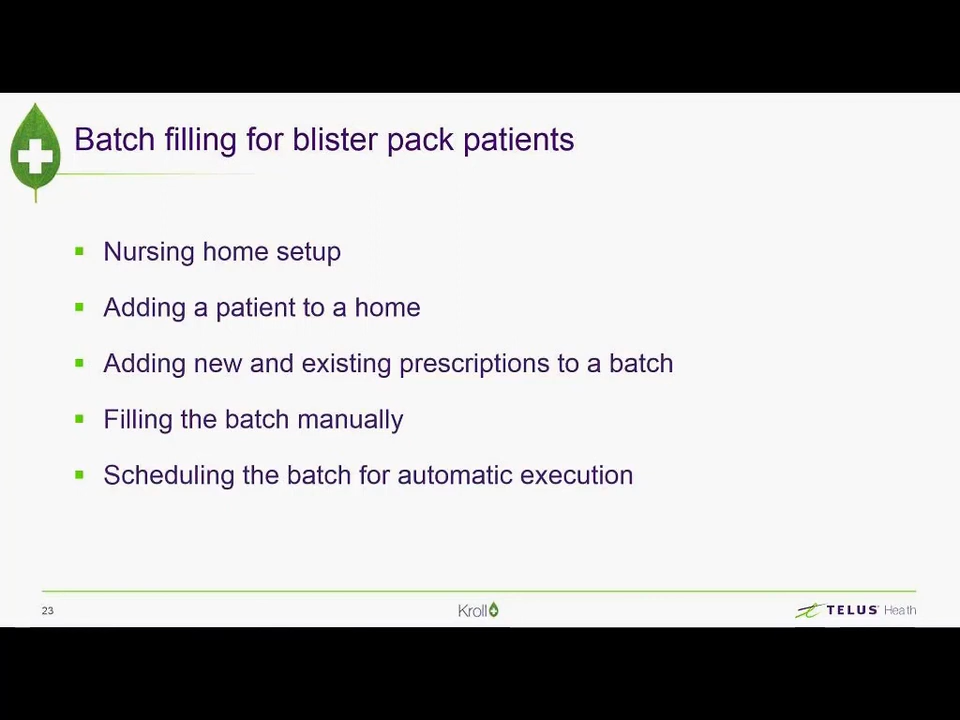 Batch filling for blister pack patients
Nursing home setup
Adding a patient to a home
Adding new and existing prescriptions to a batch
Filling the batch manually
Scheduling the batch for automatic execution
23
Kroll
TELUS Health